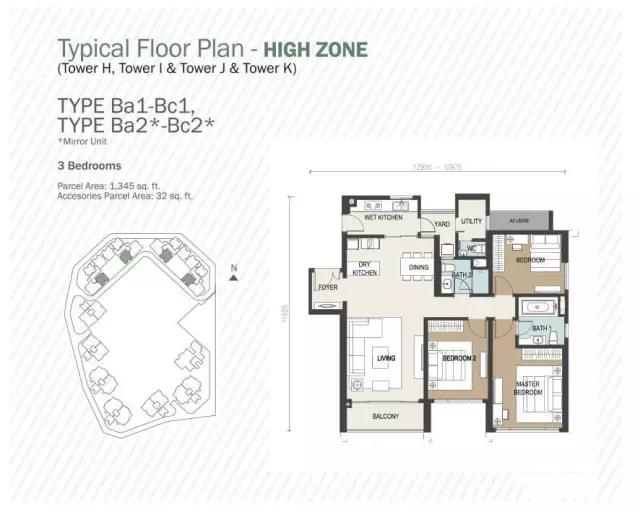 Typical Floor Plan - HIGH ZONE
(Tower H, Tower I & Tower J & Tower K)
TYPE Ba1-Bc1,
TYPE Ba2*-Bc2*
*Mirror Unit
3 Bedrooms
Parcel Area: 1,345 sq. ft.
Accesories Parcel Area: 32 sq. ft.
N
12950 - 12975
11925
WET KITCHEN
YARD
UTILITY
AC LEDGE
WC
DRY
KITCHEN
DINING
BATH 2
BEDROOM
FOYER
BATH 1
LIVING
BEDROOM 2
MASTER
BEDROOM
BALCONY